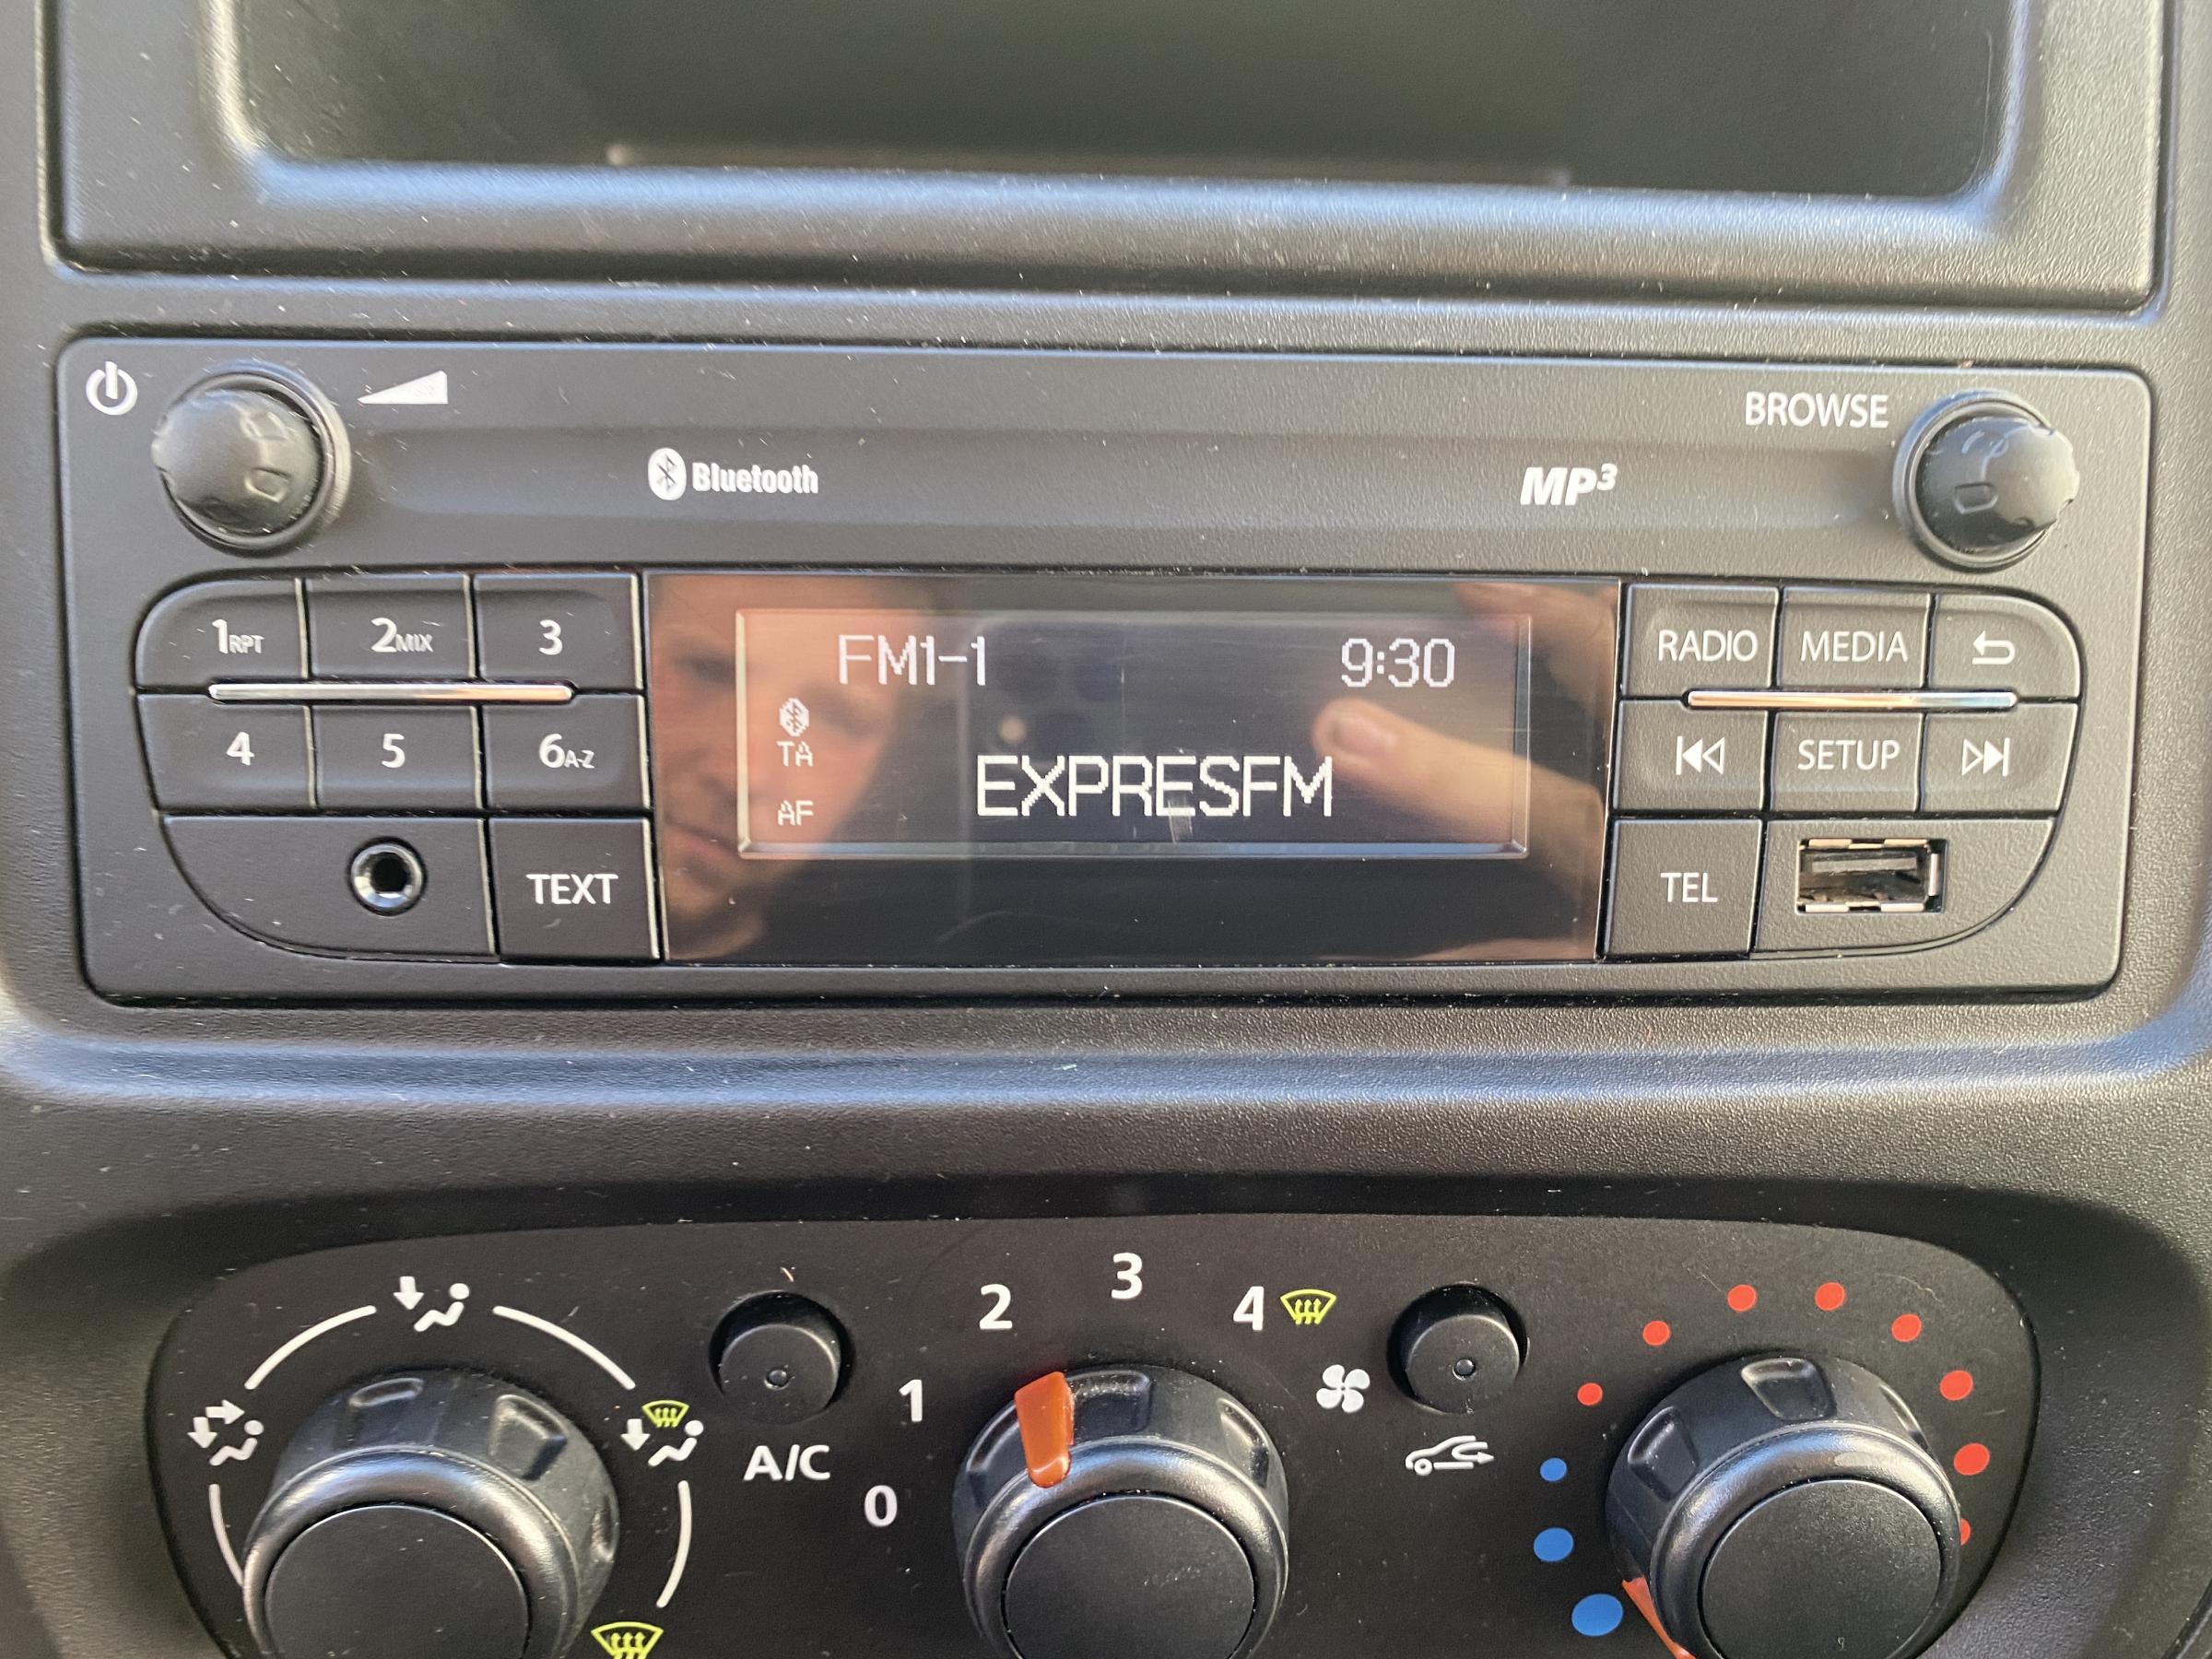 BROWSE
Bluetooth MP3
1RPT 2MIX 3
FM1-1 9:30
RADIO MEDIA
TA
4 5 6A-Z
EXPRESFM
SETUP
AF
TEXT
TEL
2 3 4
1
A/C
0